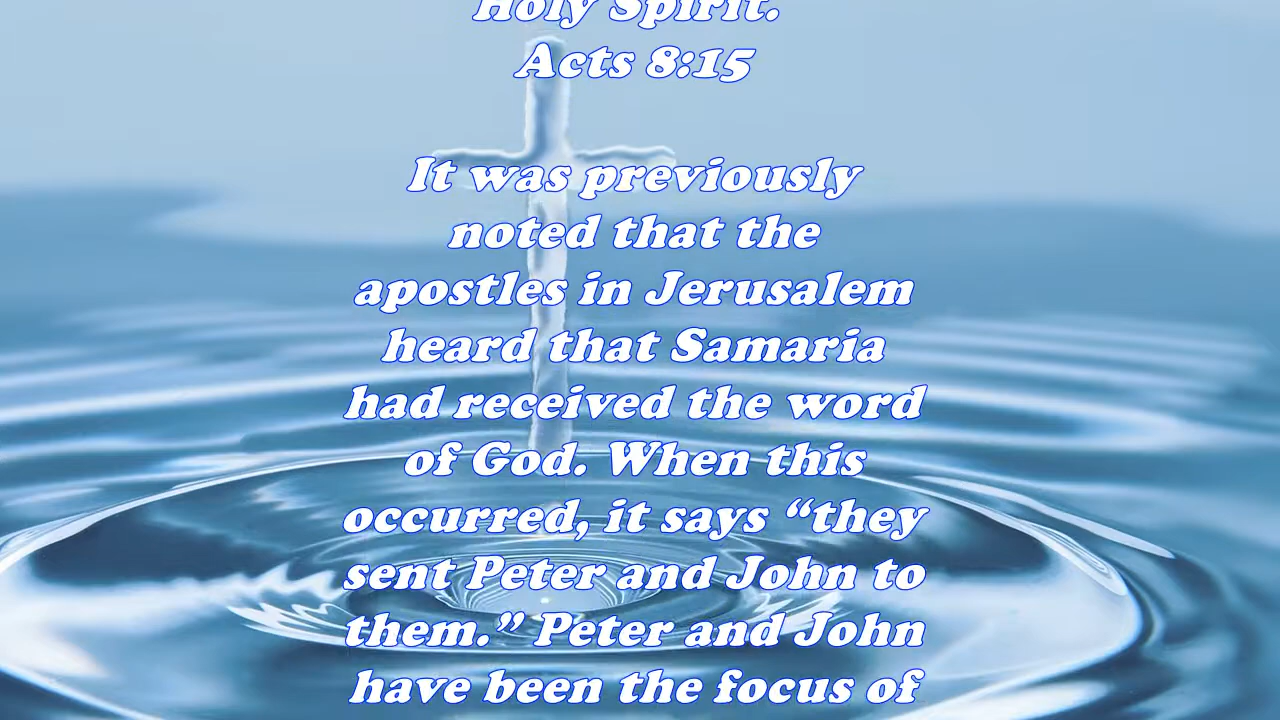 Holy Spirit.
Acts 8:15
It was previously
noted that the
apostles in Jerusalem
heard that Samaria
had received the word
of God. When this
occurred, it says “they
sent Peter and John to
them.” Peter and John
have been the focus of